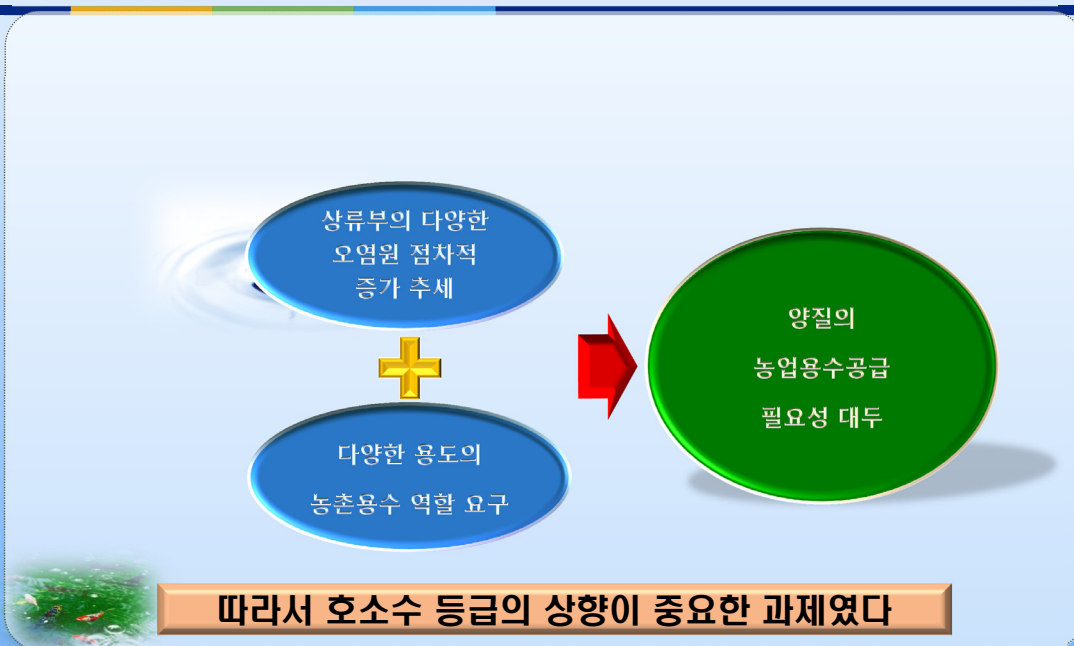 상류부의 다양한
오염원 점차적
증가 추세
다양한 용도의
농촌용수 역할 요구
양질의
농업용수공급
필요성 대두
따라서 호소수 등급의 상향이 중요한 과제였다